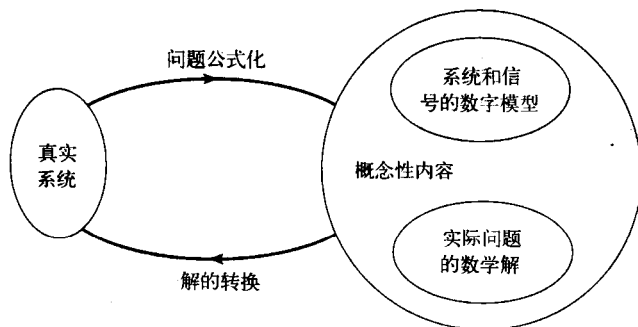 问题公式化
系统和信
号的数字模型
真实
系统
概念性内容
实际问题
的数学解
解的转换